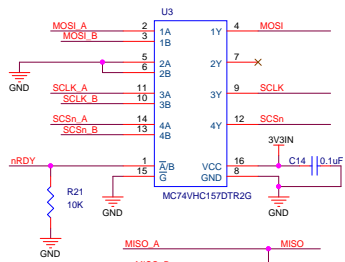 U3
MOSI_A 2 1A 1Y 4 MOSI
MOSI_B 3 1B
5 2A 2Y 7
6 2B
GND
SCLK_A 11 3A 3Y 9 SCLK
SCLK_B 10 3B
SCSn_A 14 4A 4Y 12 SCSn
SCSn_B 13 4B
3V3IN
nRDY 1 A/B VCC 16 C14 0.1uF
15 G GND 8
MC74VHC157DTR2G
R21
10K
GND
GND
GND
MISO_A MISO